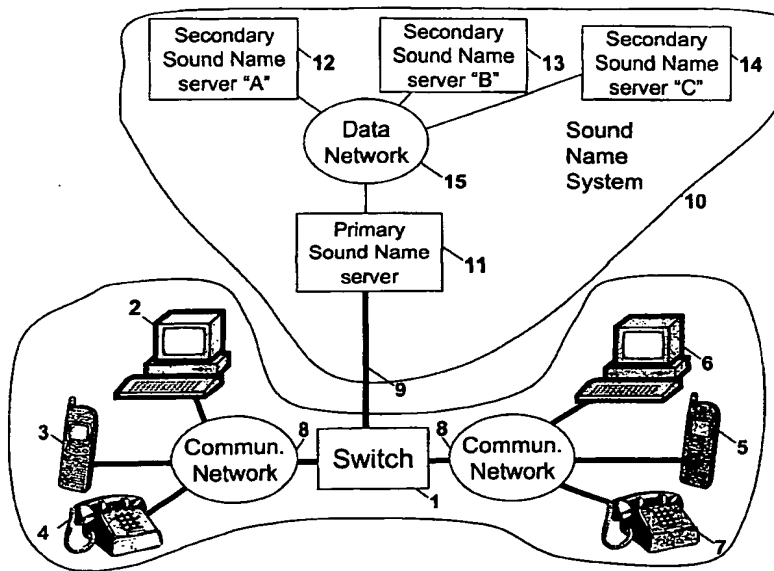 Secondary
Sound Name
server "A"
12
Secondary
Sound Name
server "B"
13
Secondary
Sound Name
server "C"
14
Data
Network
15
Sound
Name
System
10
Primary
Sound Name
server
11
2
3
4
9
6
5
7
Commun.
Network
8
Switch
1
8
Commun.
Network